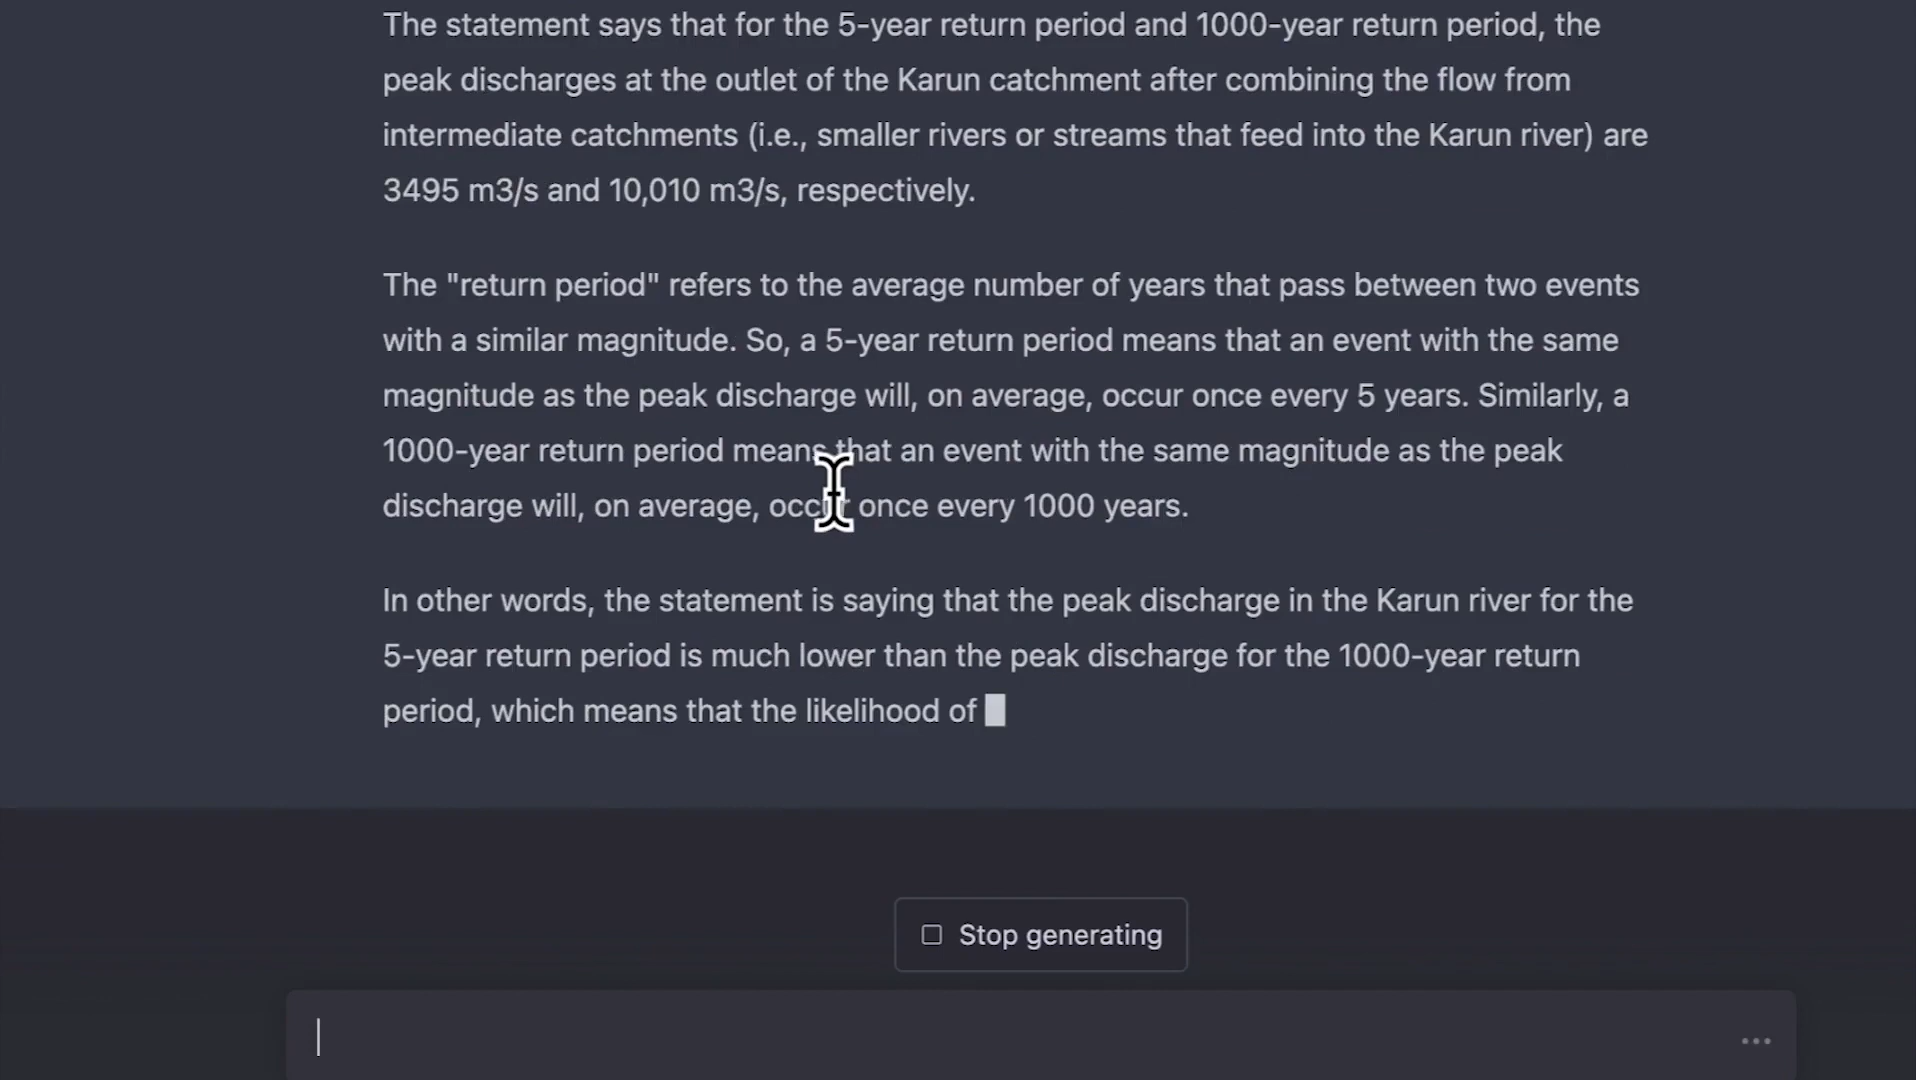 The statement says that for the 5-year return period and 1000-year return period, the
peak discharges at the outlet of the Karun catchment after combining the flow from
intermediate catchments (i.e., smaller rivers or streams that feed into the Karun river) are
3495 m3/s and 10,010 m3/s, respectively.
The "return period" refers to the average number of years that pass between two events
with a similar magnitude. So, a 5-year return period means that an event with the same
magnitude as the peak discharge will, on average, occur once every 5 years. Similarly, a
1000-year return period means that an event with the same magnitude as the peak
discharge will, on average, occur once every 1000 years.
In other words, the statement is saying that the peak discharge in the Karun river for the
5-year return period is much lower than the peak discharge for the 1000-year return
period, which means that the likelihood of
Stop generating